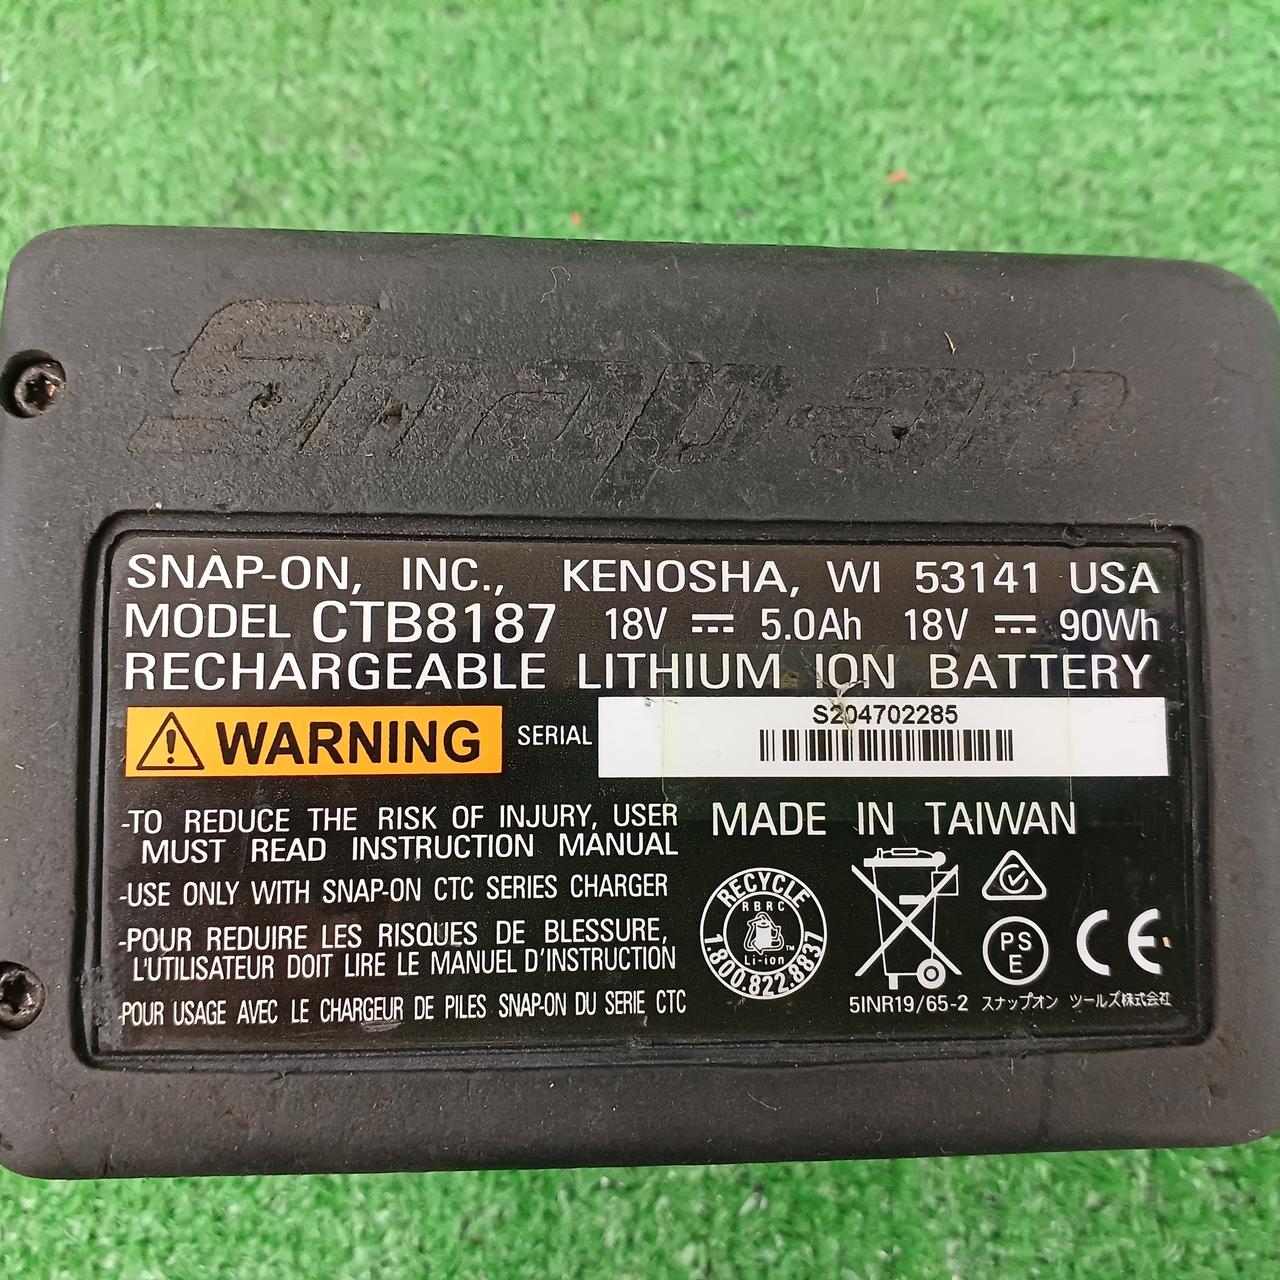 Snap-on
SNAP-ON, INC., KENOSHA, WI 53141 USA
MODEL CTB8187 18V ⎓ 5.0Ah 18V ⎓ 90Wh
RECHARGEABLE LITHIUM ION BATTERY
WARNING SERIAL S204702285
-TO REDUCE THE RISK OF INJURY, USER
MUST READ INSTRUCTION MANUAL
-USE ONLY WITH SNAP-ON CTC SERIES CHARGER
-POUR REDUIRE LES RISQUES DE BLESSURE,
L'UTILISATEUR DOIT LIRE LE MANUEL D'INSTRUCTION
-POUR USAGE AVEC LE CHARGEUR DE PILES SNAP-ON DU SERIE CTC
MADE IN TAIWAN
RECYCLE
RBRC
TM
Li-ion
1.800.822.8837
PS
E
CE
5INR19/65-2 スナップオン ツールズ株式会社